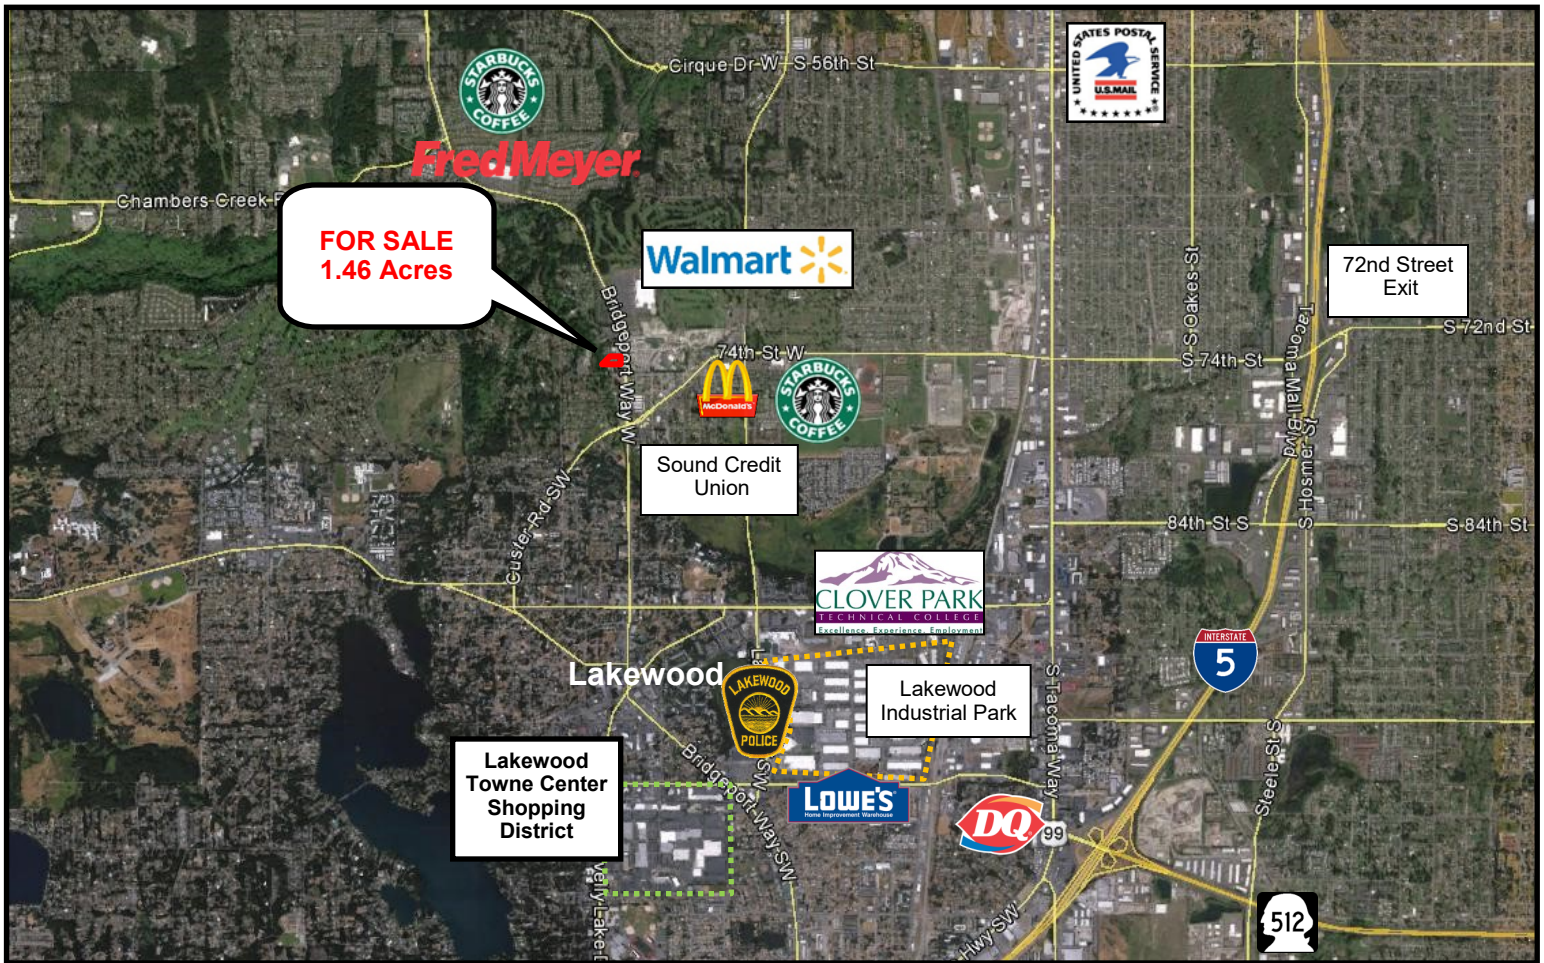 Cirque Dr W
S 56th St
UNITED STATES POSTAL SERVICE
U.S.MAIL
STARBUCKS
COFFEE
FredMeyer
Chambers Creek
FOR SALE
1.46 Acres
Walmart
72nd Street
Exit
S 72nd St
Bridgeport Way W
74th St W
S Oakes St
S 74th St
Tacoma Mall Blvd
McDonald's
STARBUCKS
COFFEE
Sound Credit
Union
Custer Rd SW
S Hosmer St
84th St S
S 84th St
CLOVER PARK
TECHNICAL COLLEGE
Excellence. Experience. Employment
INTERSTATE
5
Lakewood
LAKEWOOD
POLICE
SW
Lakewood
Industrial Park
S Tacoma Way
Lakewood
Towne Center
Shopping
District
Bridgeport Way SW
LOWE'S
Home Improvement Warehouse
DQ
99
Steele St S
Hwy SW
512